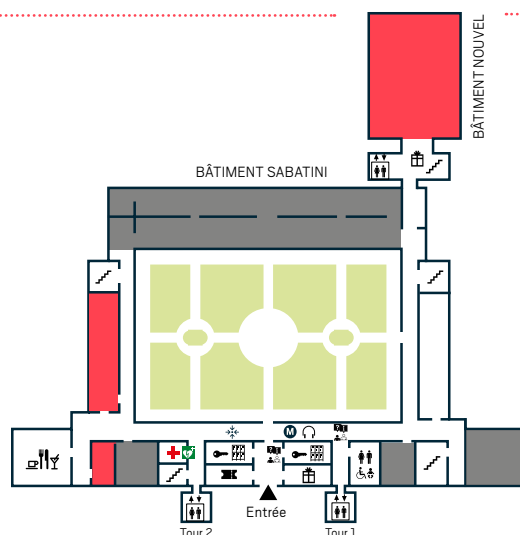 BÂTIMENT NOUVEL
BÂTIMENT SABATINI
M
Entrée
Tour 2
Tour 1